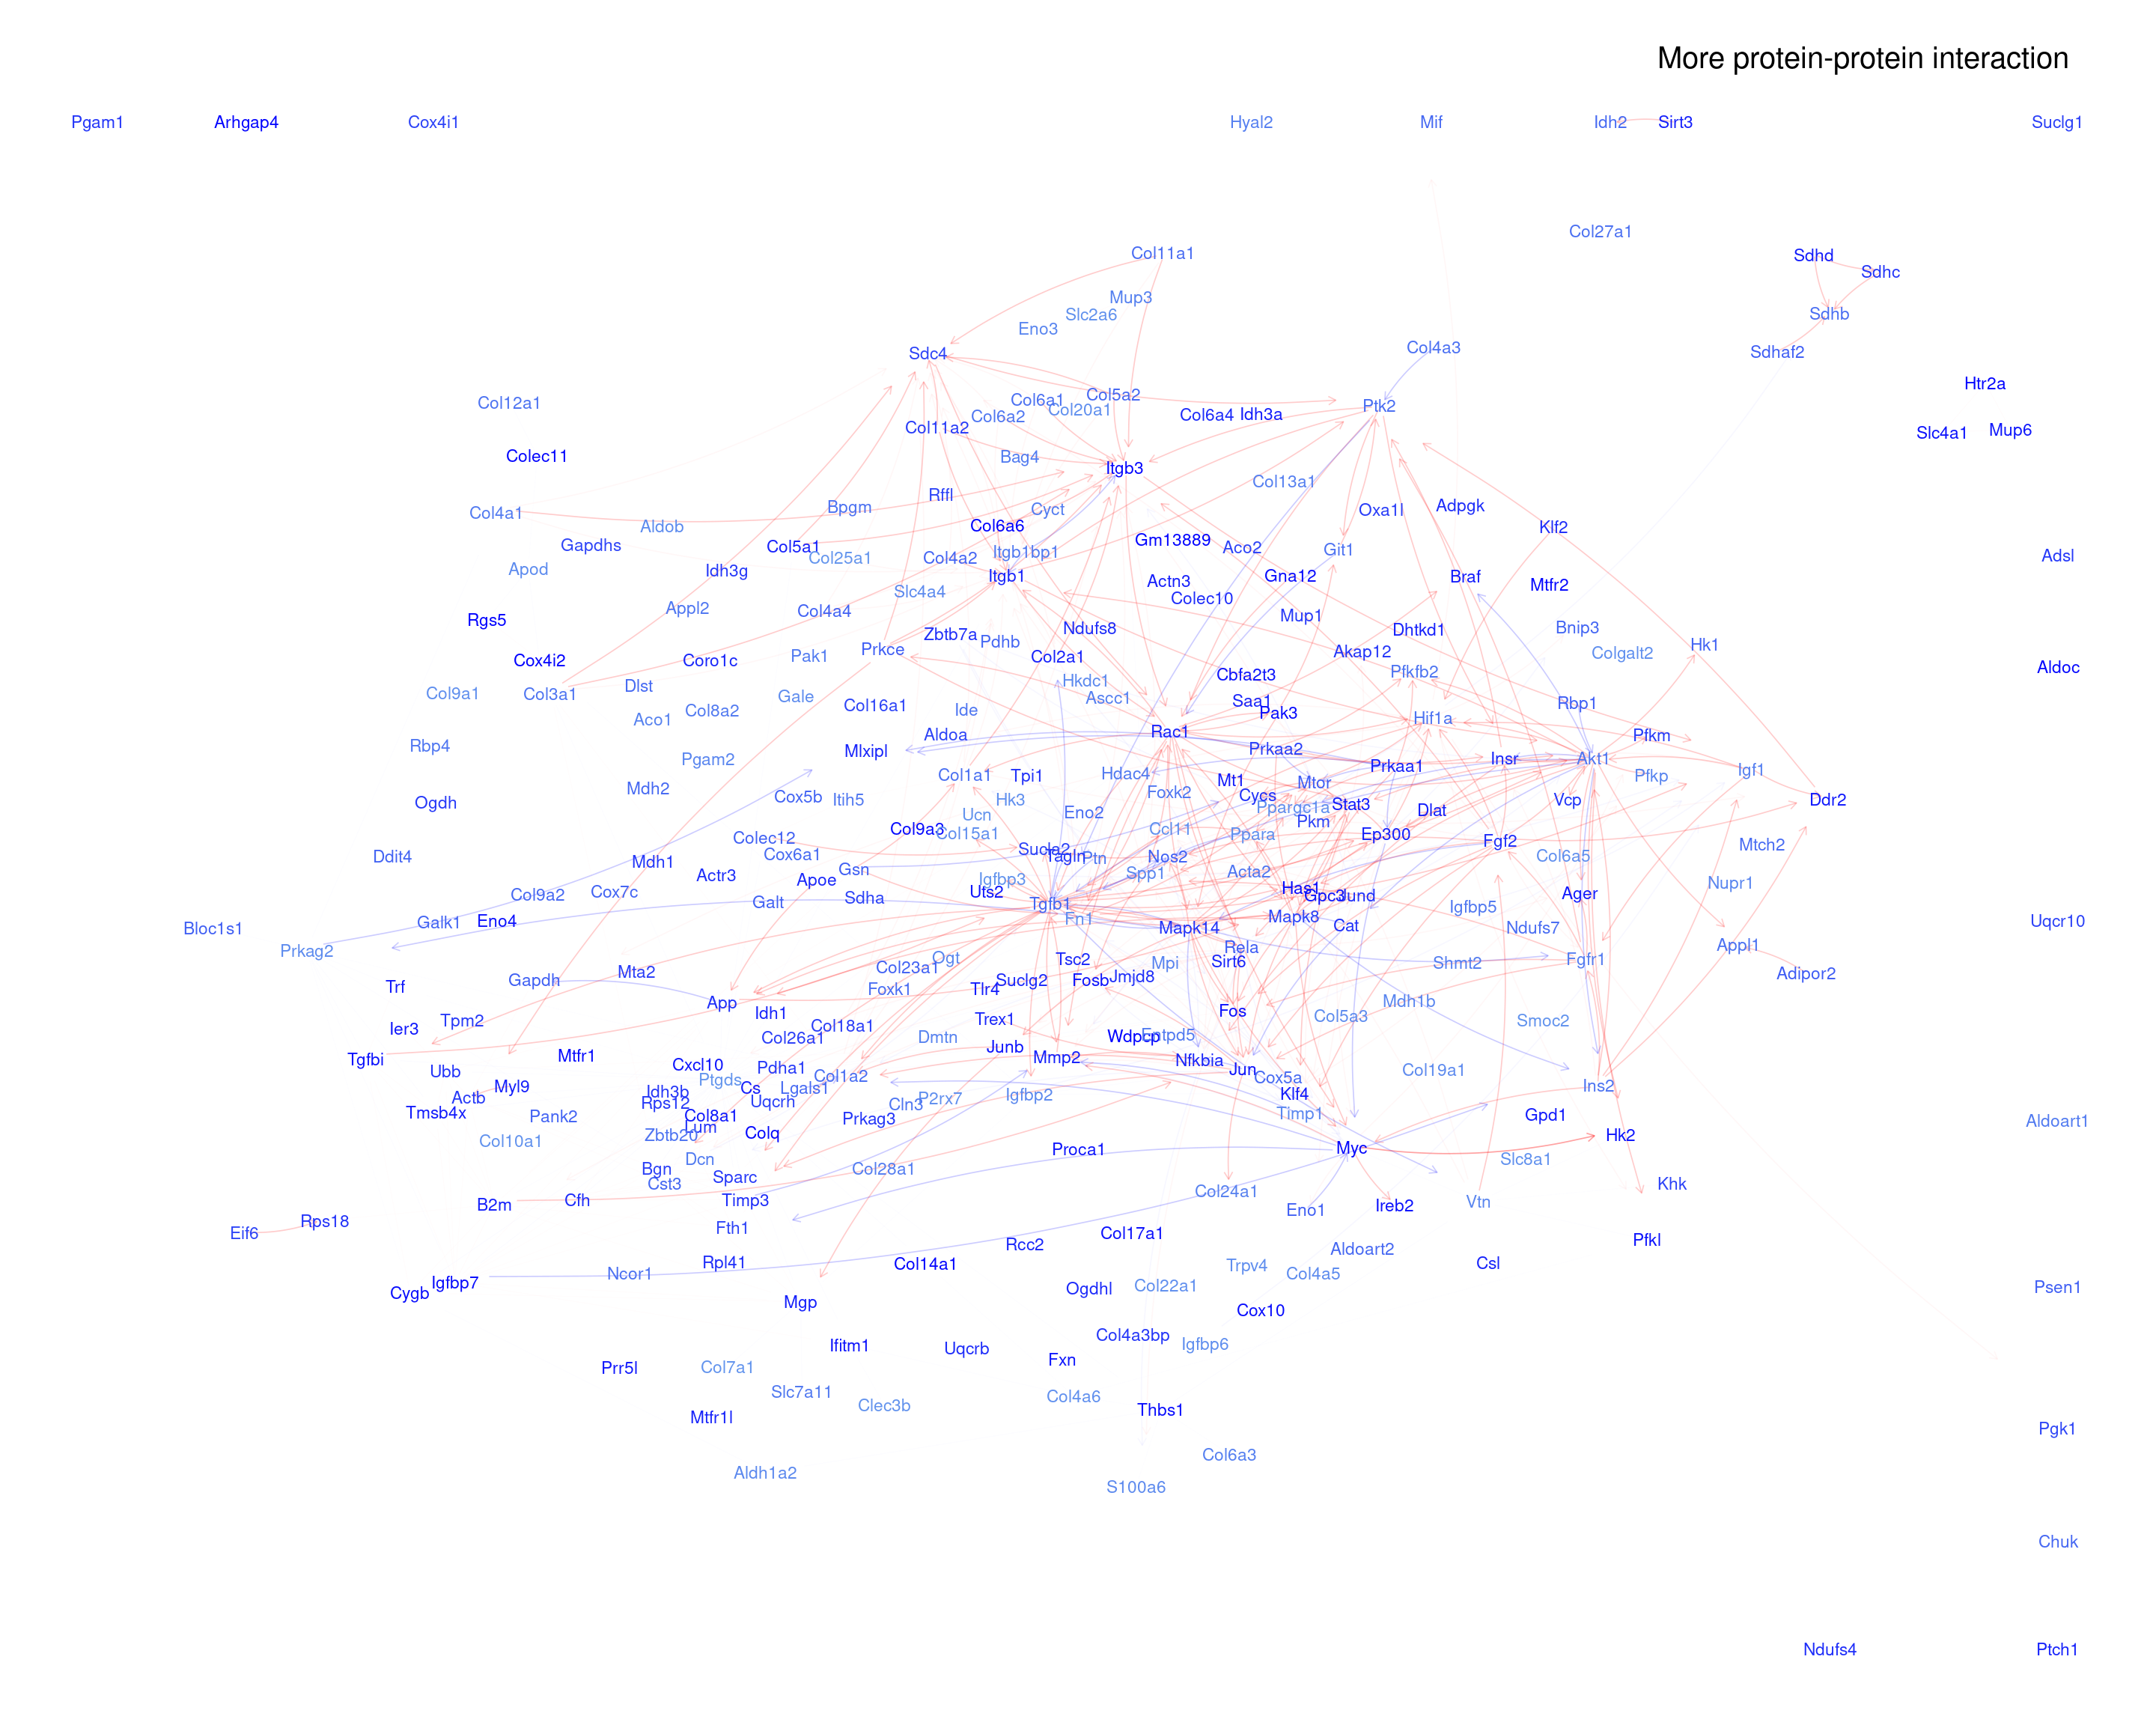 More protein-protein interaction
Pgam1
Arhgap4
Cox4i1
Hyal2
Mif
Idh2
Sirt3
Suclg1
Col27a1
Col11a1
Sdhd
Sdhc
Mup3
Slc2a6
Sdhb
Eno3
Sdc4
Col4a3
Sdhaf2
Htr2a
Col12a1
Col6a1
Col5a2
Col20a1
Ptk2
Col6a2
Col6a4
Idh3a
Col11a2
Slc4a1
Mup6
Colec11
Bag4
Itgb3
Col13a1
Rffl
Bpgm
Cyct
Oxa1l
Adpgk
Col4a1
Aldob
Col6a6
Klf2
Gapdhs
Col5a1
Col25a1
Col4a2
Itgb1bp1
Gm13889
Aco2
Git1
Adsl
Apod
Idh3g
Itgb1
Actn3
Gna12
Braf
Mtfr2
Slc4a4
Colec10
Rgs5
Appl2
Col4a4
Mup1
Zbtb7a
Pdhb
Ndufs8
Dhtkd1
Bnip3
Hk1
Cox4i2
Coro1c
Pak1
Prkce
Col2a1
Akap12
Colgalt2
Aldoc
Col9a1
Col3a1
Dlst
Gale
Hkdc1
Ascc1
Cbfa2t3
Pfkfb2
Aco1
Col8a2
Col16a1
Ide
Saa1
Pak3
Hif1a
Rbp1
Rbp4
Pgam2
Mlxipl
Aldoa
Rac1
Prkaa2
Pfkm
Mdh2
Col1a1
Tpi1
Hdac4
Mt1
Mtor
Prkaa1
Insr
Akt1
Pfkp
Igf1
Ogdh
Cox5b
Itih5
Hk3
Foxk2
Cycs
Ppargc1a
Stat3
Dlat
Vcp
Ddr2
Ucn
Eno2
Pkm
Colec12
Col9a3
Col15a1
Ccl11
Ppara
Ep300
Fgf2
Mtch2
Ddit4
Mdh1
Cox6a1
Sucla2
Tagln
Ptn
Nos2
Col6a5
Actr3
Apoe
Gsn
Igfbp3
Spp1
Acta2
Nupr1
Col9a2
Cox7c
Galt
Sdha
Uts2
Has1
Gpc3
Jund
Ager
Bloc1s1
Galk1
Eno4
Tgfb1
Fn1
Mapk14
Mapk8
Cat
Igfbp5
Ndufs7
Uqcr10
Prkag2
Ogt
Rela
Appl1
Gapdh
Mta2
Col23a1
Tsc2
Mpi
Sirt6
Shmt2
Fgfr1
Adipor2
Trf
App
Foxk1
Tlr4
Suclg2
Fosb
Jmjd8
Ier3
Tpm2
Idh1
Col18a1
Trex1
Fos
Col5a3
Mdh1b
Smoc2
Tgfbi
Mtfr1
Col26a1
Dmtn
Junb
Mmp2
Wdpcp
Entpd5
Nfkbia
Ubb
Cxcl10
Pdha1
Col1a2
Jun
Cox5a
Col19a1
Ins2
Actb
Myl9
Idh3b
Ptgds
Cs
Lgals1
P2rx7
Igfbp2
Klf4
Tmsb4x
Pank2
Rps12
Uqcrh
Cln3
Timp1
Gpd1
Aldoart1
Col10a1
Col8a1
Lum
Zbtb20
Colq
Prkag3
Hk2
Proca1
Myc
Dcn
Bgn
Cst3
Sparc
Col28a1
Slc8a1
B2m
Cfh
Timp3
Col24a1
Eno1
Ireb2
Vtn
Khk
Eif6
Rps18
Fth1
Col17a1
Pfkl
Rpl41
Col14a1
Rcc2
Aldoart2
Csl
Cygb
Igfbp7
Ncor1
Ogdhl
Col22a1
Trpv4
Col4a5
Psen1
Mgp
Cox10
Ifitm1
Uqcrb
Col4a3bp
Igfbp6
Prr5l
Col7a1
Fxn
Slc7a11
Clec3b
Col4a6
Mtfr1l
Thbs1
Pgk1
Aldh1a2
Col6a3
S100a6
Chuk
Ndufs4
Ptch1